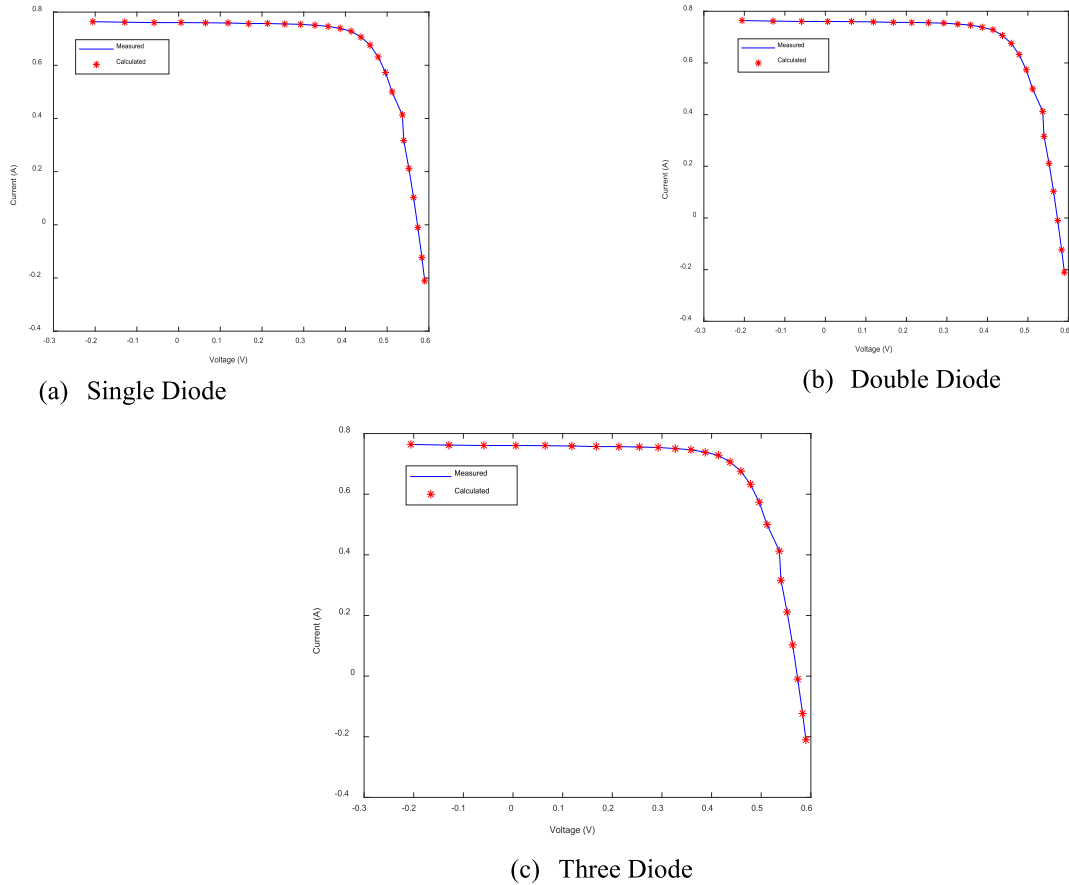 0.8
0.6
0.4
0.2
0
-0.2
-0.4
Current (A)
Measured
Calculated
-0.3 -0.2 -0.1 0 0.1 0.2 0.3 0.4 0.5 0.6
Voltage (V)
(a) Single Diode
0.8
0.6
0.4
0.2
0
-0.2
-0.4
Current (A)
Measured
Calculated
-0.3 -0.2 -0.1 0 0.1 0.2 0.3 0.4 0.5 0.6
Voltage (V)
(b) Double Diode
0.8
0.6
0.4
0.2
0
-0.2
-0.4
Current (A)
Measured
Calculated
-0.3 -0.2 -0.1 0 0.1 0.2 0.3 0.4 0.5 0.6
Voltage (V)
(c) Three Diode